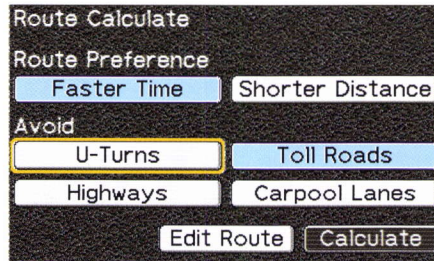 Route Calculate
Route Preference
Faster Time Shorter Distance
Avoid
U-Turns Toll Roads
Highways Carpool Lanes
Edit Route Calculate